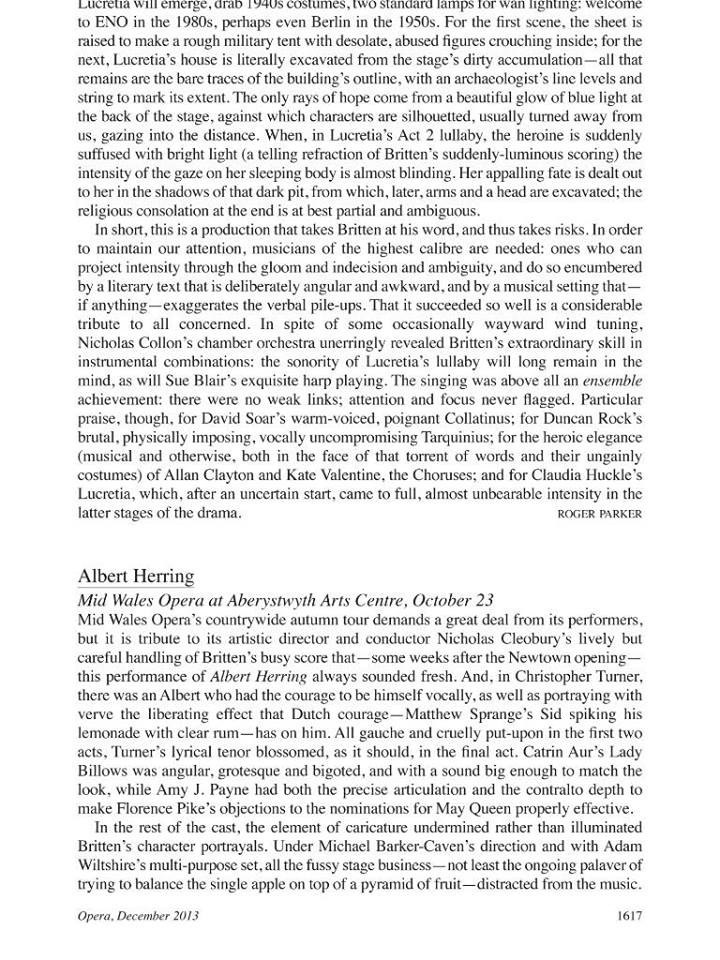 Lucretia will emerge, drab 1940s costumes, two standard lamps for wan lighting: welcome
to ENO in the 1980s, perhaps even Berlin in the 1950s. For the first scene, the sheet is
raised to make a rough military tent with desolate, abused figures crouching inside; for the
next, Lucretia's house is literally excavated from the stage's dirty accumulation—all that
remains are the bare traces of the building's outline, with an archaeologist's line levels and
string to mark its extent. The only rays of hope come from a beautiful glow of blue light at
the back of the stage, against which characters are silhouetted, usually turned away from
us, gazing into the distance. When, in Lucretia's Act 2 lullaby, the heroine is suddenly
suffused with bright light (a telling refraction of Britten's suddenly-luminous scoring) the
intensity of the gaze on her sleeping body is almost blinding. Her appalling fate is dealt out
to her in the shadows of that dark pit, from which, later, arms and a head are excavated; the
religious consolation at the end is at best partial and ambiguous.
In short, this is a production that takes Britten at his word, and thus takes risks. In order
to maintain our attention, musicians of the highest calibre are needed: ones who can
project intensity through the gloom and indecision and ambiguity, and do so encumbered
by a literary text that is deliberately angular and awkward, and by a musical setting that—
if anything—exaggerates the verbal pile-ups. That it succeeded so well is a considerable
tribute to all concerned. In spite of some occasionally wayward wind tuning,
Nicholas Collon's chamber orchestra unerringly revealed Britten's extraordinary skill in
instrumental combinations: the sonority of Lucretia's lullaby will long remain in the
mind, as will Sue Blair's exquisite harp playing. The singing was above all an ensemble
achievement: there were no weak links; attention and focus never flagged. Particular
praise, though, for David Soar's warm-voiced, poignant Collatinus; for Duncan Rock's
brutal, physically imposing, vocally uncompromising Tarquinius; for the heroic elegance
(musical and otherwise, both in the face of that torrent of words and their ungainly
costumes) of Allan Clayton and Kate Valentine, the Choruses; and for Claudia Huckle's
Lucretia, which, after an uncertain start, came to full, almost unbearable intensity in the
latter stages of the drama. ROGER PARKER
Albert Herring
Mid Wales Opera at Aberystwyth Arts Centre, October 23
Mid Wales Opera's countrywide autumn tour demands a great deal from its performers,
but it is tribute to its artistic director and conductor Nicholas Cleobury's lively but
careful handling of Britten's busy score that—some weeks after the Newtown opening—
this performance of Albert Herring always sounded fresh. And, in Christopher Turner,
there was an Albert who had the courage to be himself vocally, as well as portraying with
verve the liberating effect that Dutch courage—Matthew Sprange's Sid spiking his
lemonade with clear rum—has on him. All gauche and cruelly put-upon in the first two
acts, Turner's lyrical tenor blossomed, as it should, in the final act. Catrin Aur's Lady
Billows was angular, grotesque and bigoted, and with a sound big enough to match the
look, while Amy J. Payne had both the precise articulation and the contralto depth to
make Florence Pike's objections to the nominations for May Queen properly effective.
In the rest of the cast, the element of caricature undermined rather than illuminated
Britten's character portrayals. Under Michael Barker-Caven's direction and with Adam
Wiltshire's multi-purpose set, all the fussy stage business—not least the ongoing palaver of
trying to balance the single apple on top of a pyramid of fruit—distracted from the music.
Opera, December 2013 1617